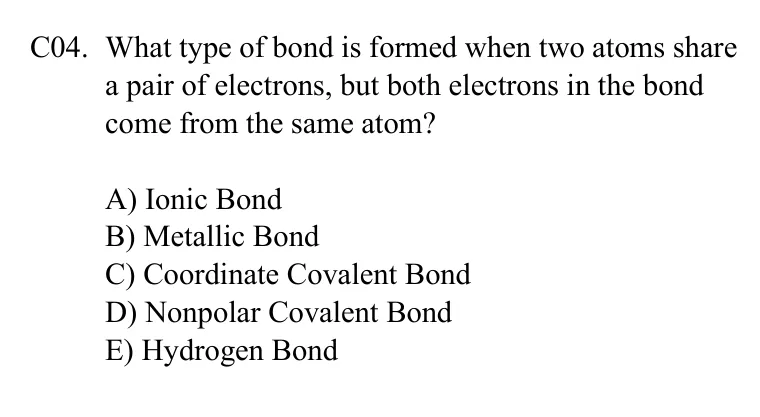 C04. What type of bond is formed when two atoms share
a pair of electrons, but both electrons in the bond
come from the same atom?
A) Ionic Bond
B) Metallic Bond
C) Coordinate Covalent Bond
D) Nonpolar Covalent Bond
E) Hydrogen Bond